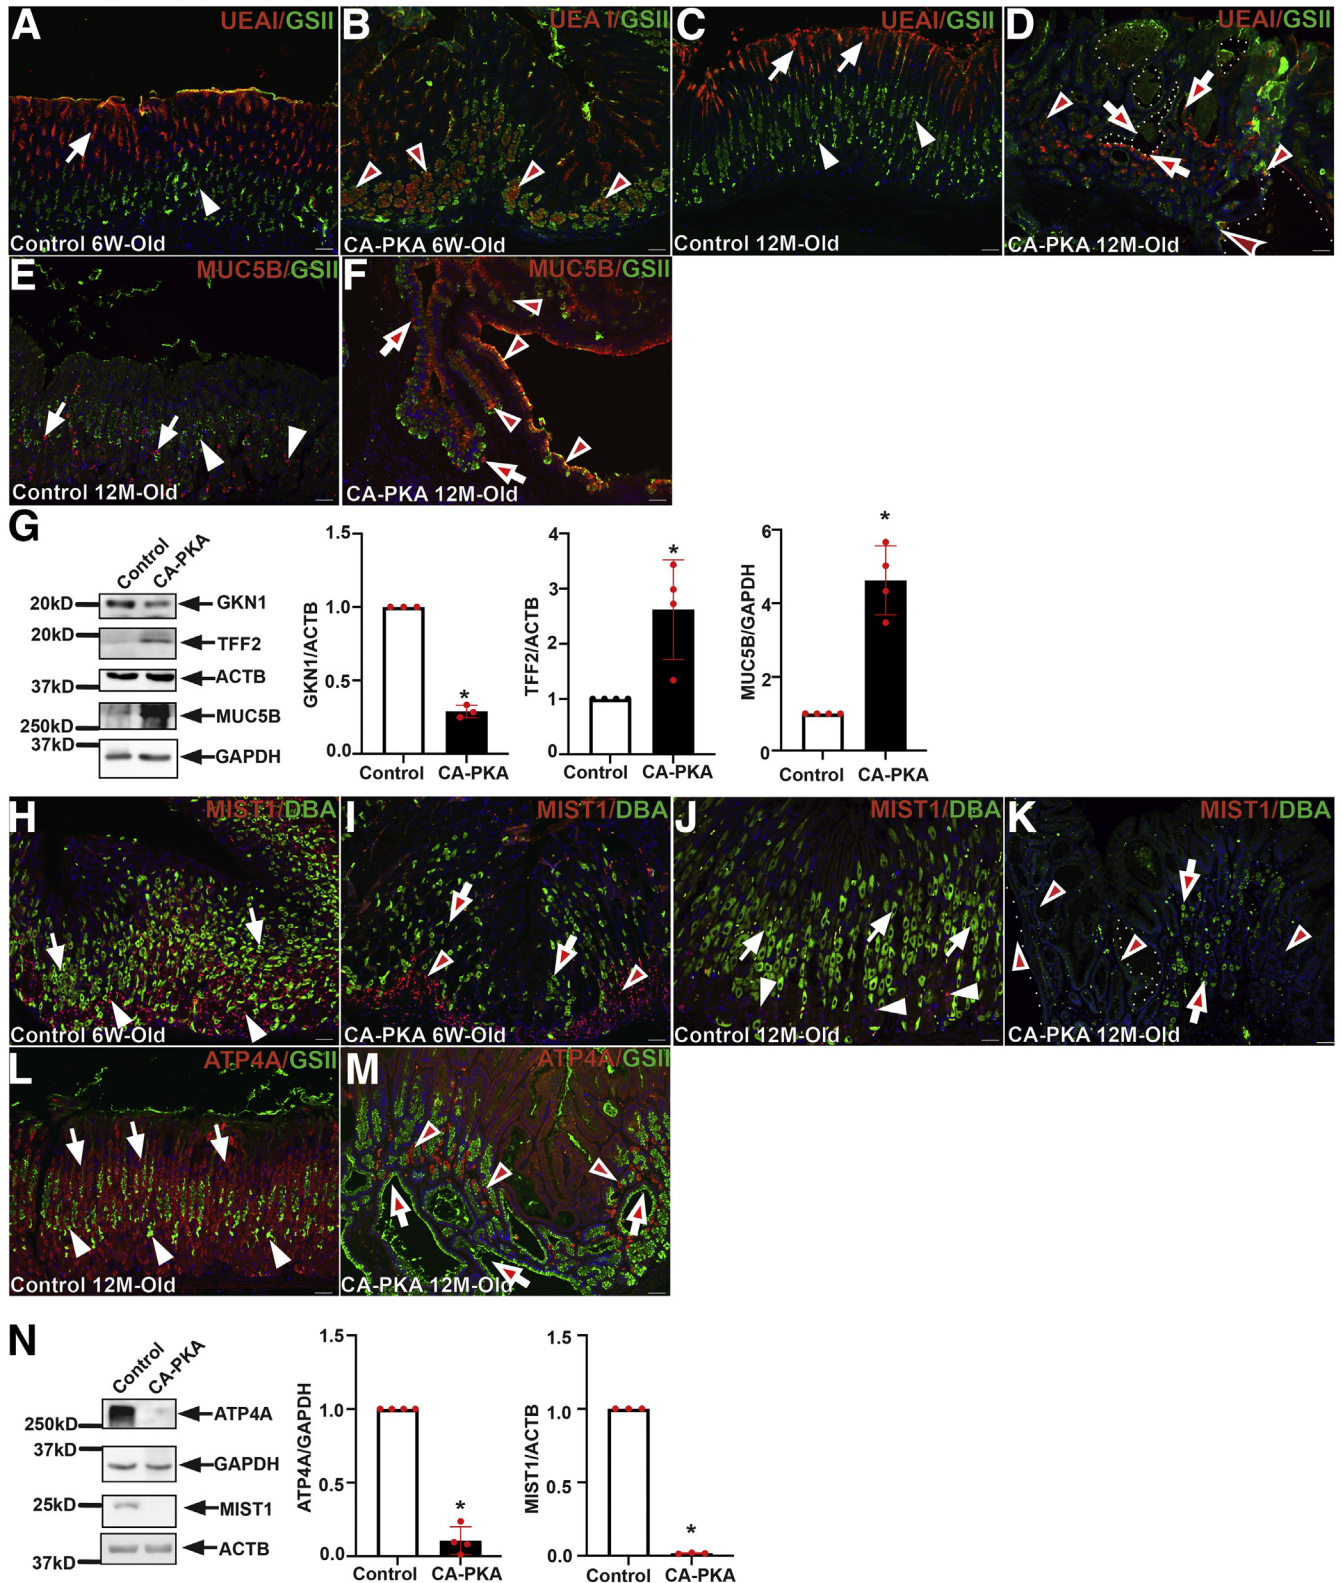 A UEAI/GSII
Control 6W-Old
B UEA I/GSII
CA-PKA 6W-Old
C UEAI/GSII
Control 12M-Old
D UEAI/GSII
CA-PKA 12M-Old
E MUC5B/GSII
Control 12M-Old
F MUC5B/GSII
CA-PKA 12M-Old
G
Control
CA-PKA
20kD GKN1
20kD TFF2
ACTB
37kD
MUC5B
250kD
37kD
GAPDH
GKN1/ACTB
1.5
1.0
0.5
0.0
*
Control CA-PKA
TFF2/ACTB
4
3
2
1
0
*
Control CA-PKA
MUC5B/GAPDH
6
4
2
0
*
Control CA-PKA
H MIST1/DBA
Control 6W-Old
I MIST1/DBA
CA-PKA 6W-Old
J MIST1/DBA
Control 12M-Old
K MIST1/DBA
CA-PKA 12M-Old
L ATP4A/GSII
Control 12M-Old
M ATP4A/GSII
CA-PKA 12M-Old
N
Control
CA-PKA
ATP4A
250kD
37kD
GAPDH
25kD MIST1
ACTB
37kD
ATP4A/GAPDH
1.5
1.0
0.5
0.0
*
Control CA-PKA
MIST1/ACTB
1.5
1.0
0.5
0.0
*
Control CA-PKA